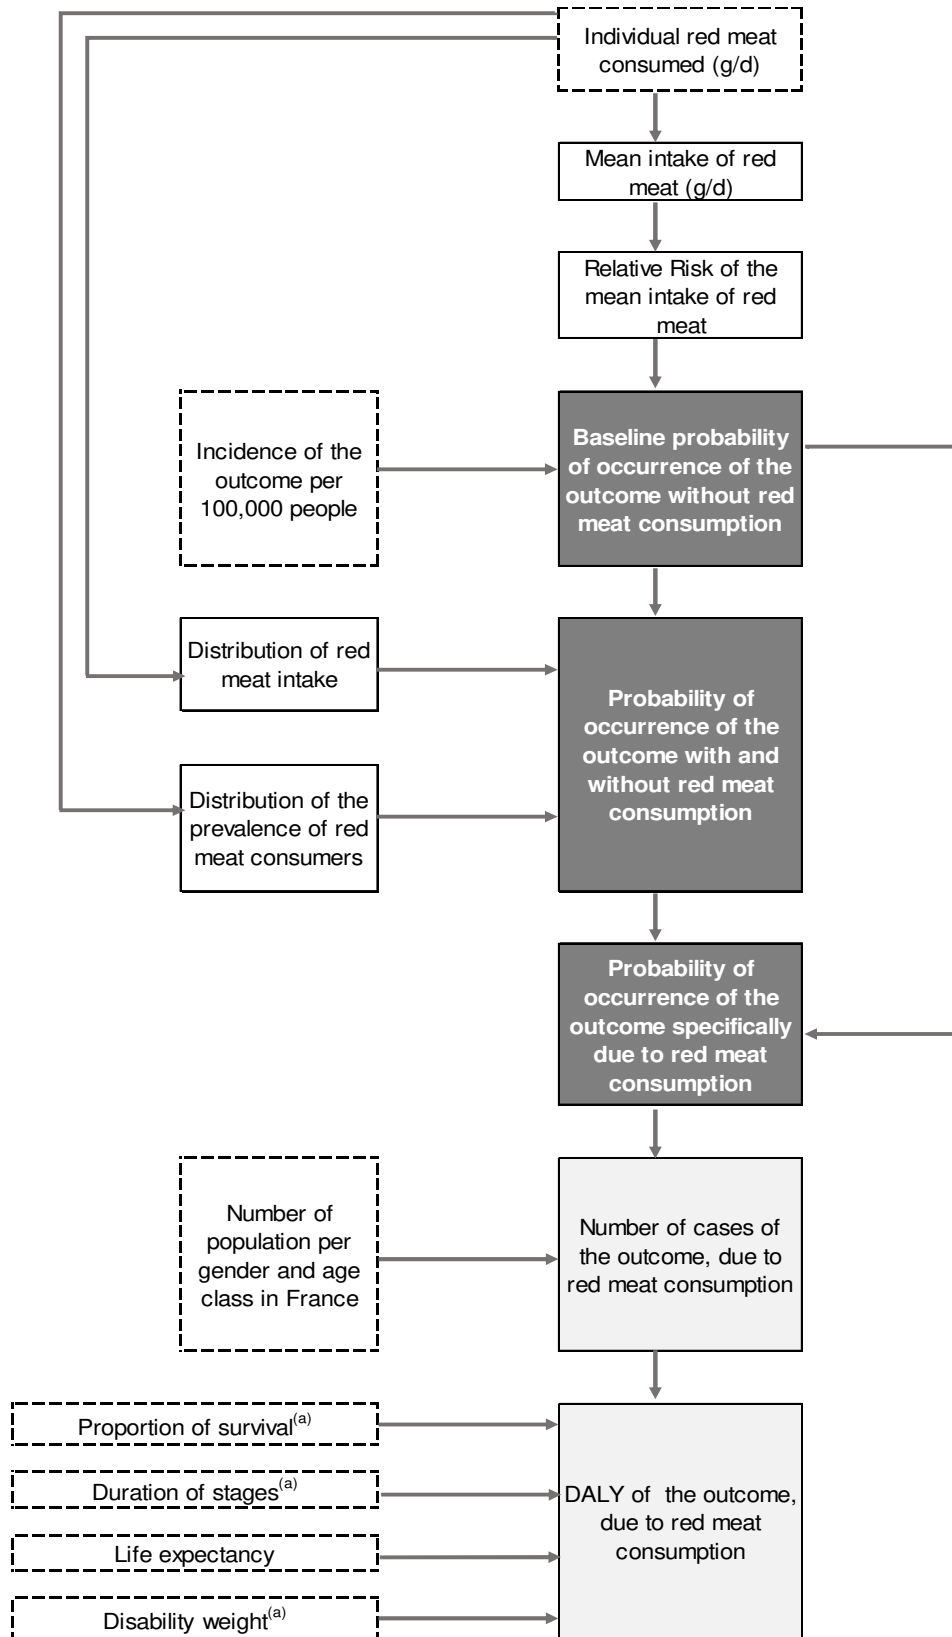 Individual red meat
consumed (g/d)
Mean intake of red
meat (g/d)
Relative Risk of the
mean intake of red
meat
Incidence of the
outcome per
100,000 people
Baseline probability
of occurrence of the
outcome without red
meat consumption
Distribution of red
meat intake
Distribution of the
prevalence of red
meat consumers
Probability of
occurrence of the
outcome with and
without red meat
consumption
Probability of
occurrence of the
outcome specifically
due to red meat
consumption
Number of
population per
gender and age
class in France
Number of cases of
the outcome, due to
red meat consumption
Proportion of survival(a)
Duration of stages(a)
Life expectancy
Disability weight(a)
DALY of  the outcome,
due to red meat
consumption